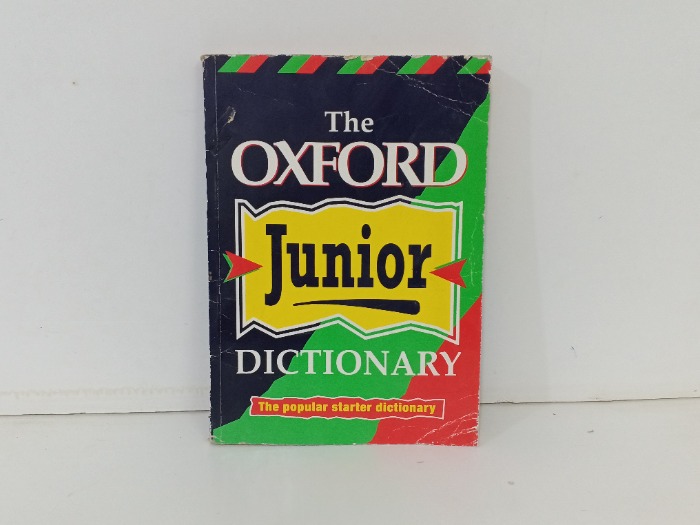 The
OXFORD
Junior
DICTIONARY
The popular starter dictionary